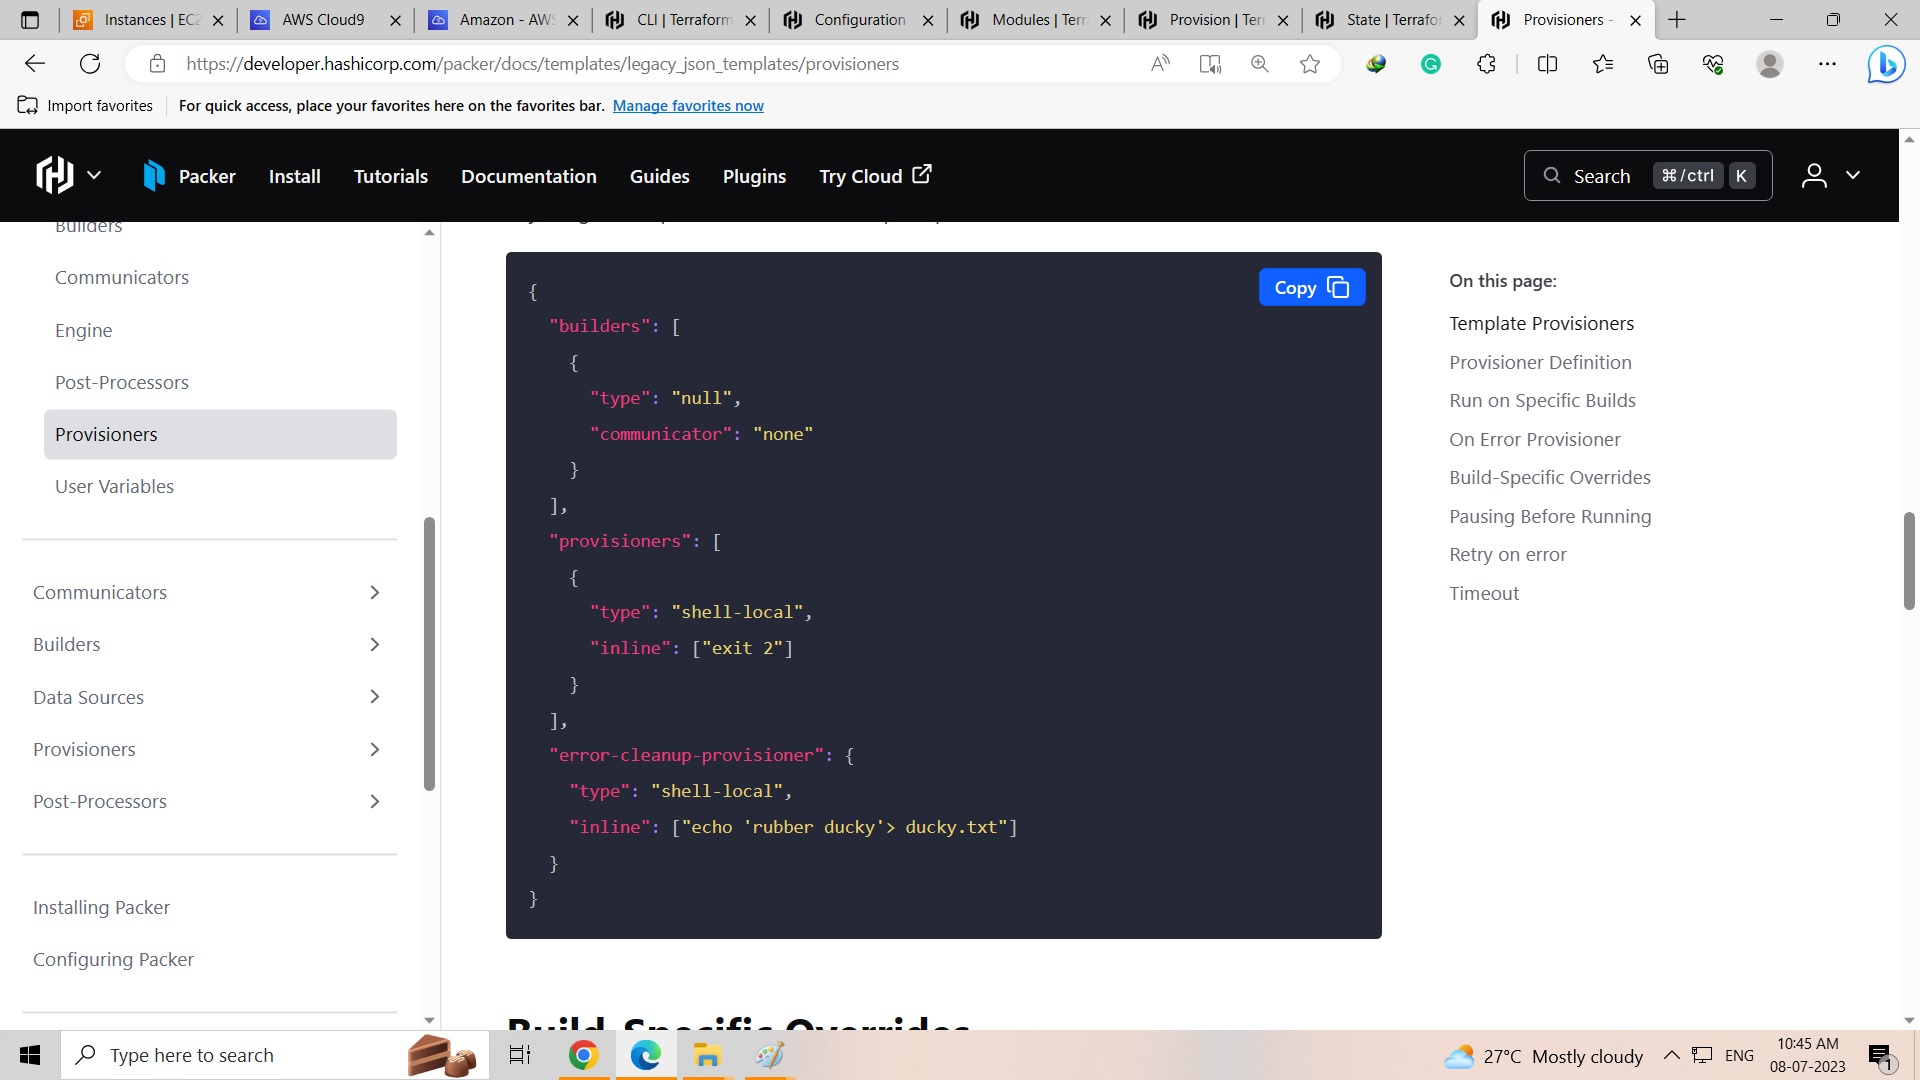 Instances | EC2
AWS Cloud9
Amazon - AWS
CLI | Terraform
Configuration
Modules | Terr
Provision | Terr
State | Terrafor
Provisioners -
https://developer.hashicorp.com/packer/docs/templates/legacy_json_templates/provisioners
Import favorites
For quick access, place your favorites here on the favorites bar. Manage favorites now
Packer
Install
Tutorials
Documentation
Guides
Plugins
Try Cloud
Search
⌘/ctrl
K
Builders
Communicators
Engine
Post-Processors
Provisioners
User Variables
Communicators
Builders
Data Sources
Provisioners
Post-Processors
Installing Packer
Configuring Packer
Copy
{
"builders": [
{
"type": "null",
"communicator": "none"
}
],
"provisioners": [
{
"type": "shell-local",
"inline": ["exit 2"]
}
],
"error-cleanup-provisioner": {
"type": "shell-local",
"inline": ["echo 'rubber ducky'> ducky.txt"]
}
}
Build-Specific Overrides
On this page:
Template Provisioners
Provisioner Definition
Run on Specific Builds
On Error Provisioner
Build-Specific Overrides
Pausing Before Running
Retry on error
Timeout
Type here to search
27°C Mostly cloudy
ENG
10:45 AM
08-07-2023
1